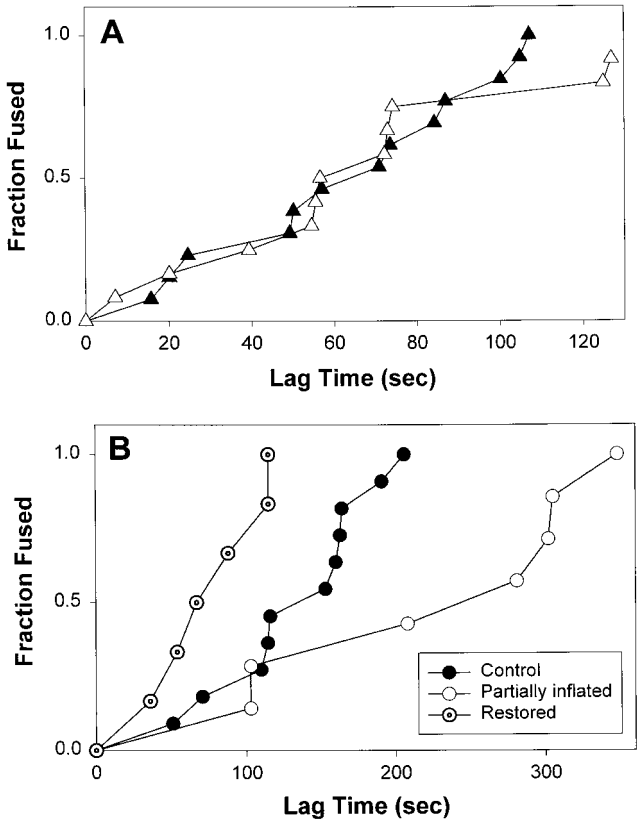 A
Fraction Fused
1.0
0.5
0.0
0 20 40 60 80 100 120
Lag Time (sec)
B
Fraction Fused
1.0
0.5
0.0
Control
Partially inflated
Restored
0 100 200 300
Lag Time (sec)